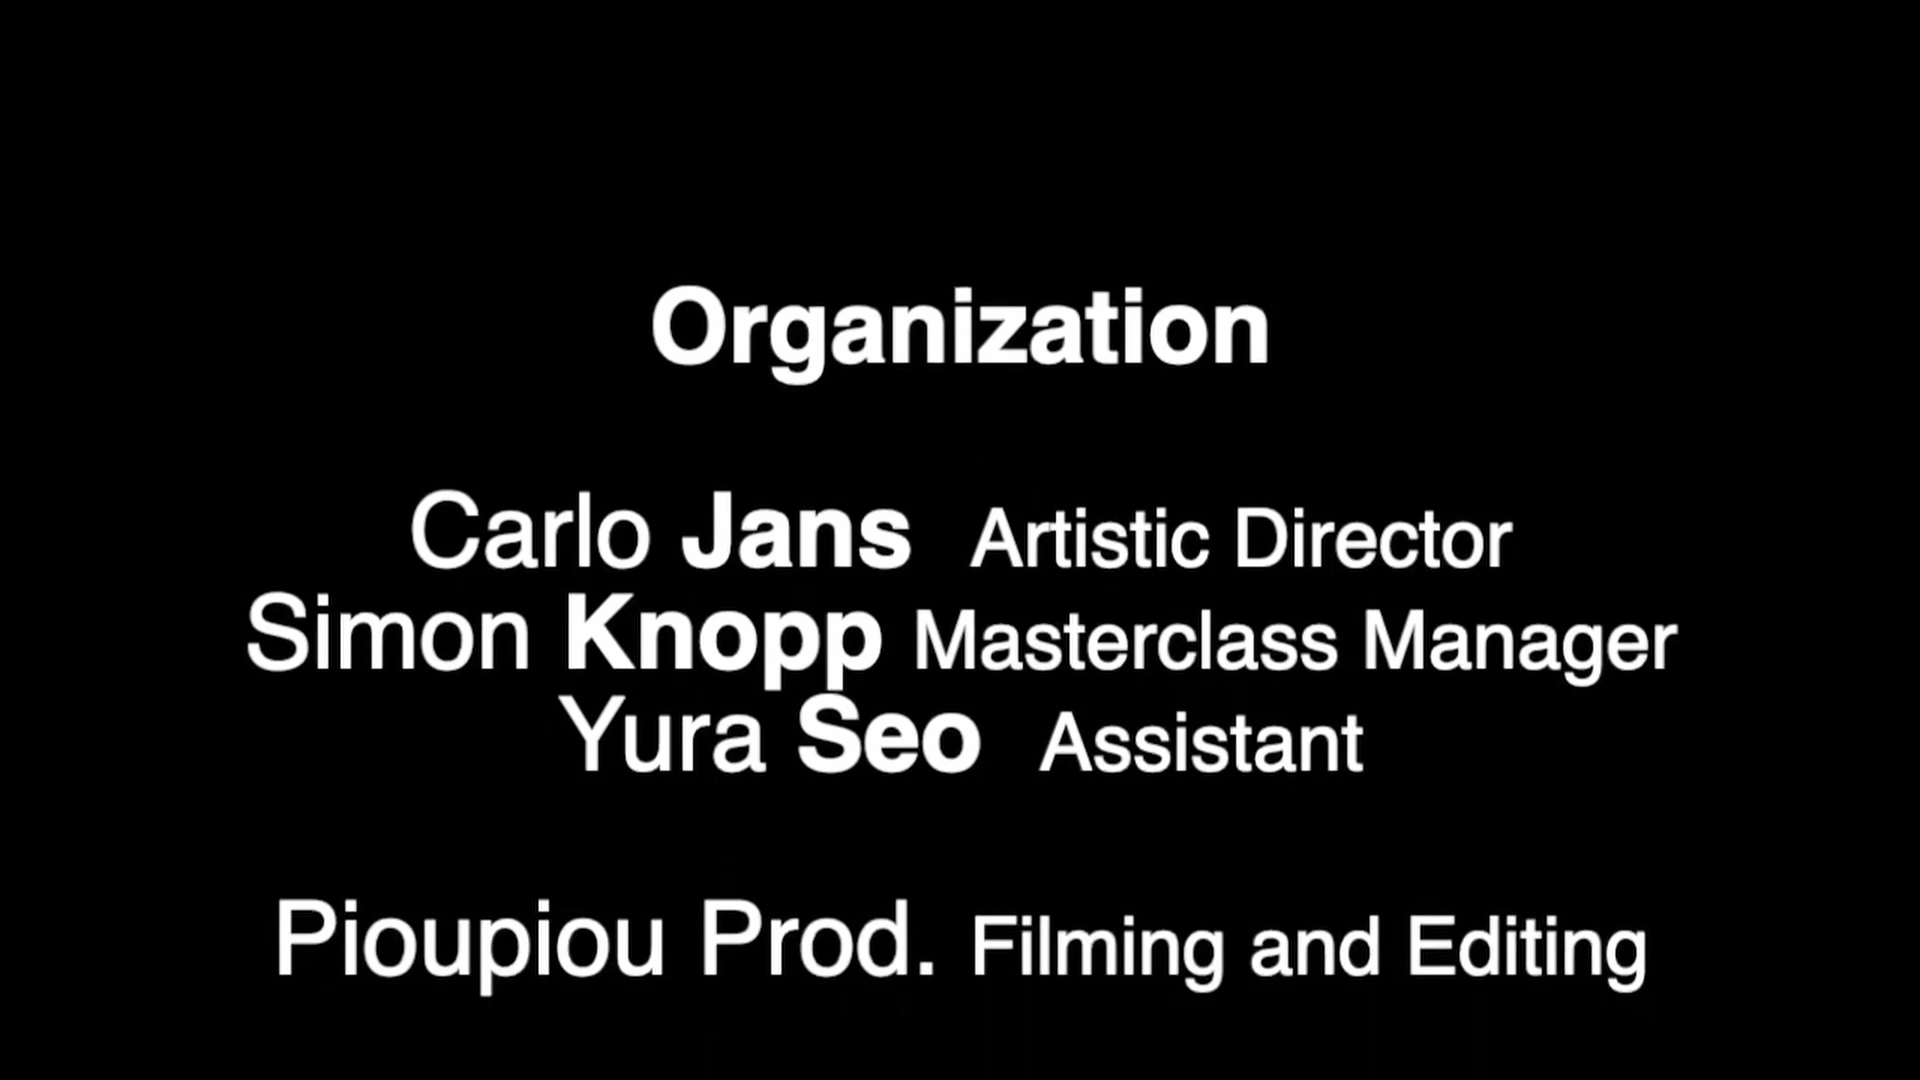 Organization
Carlo Jans Artistic Director
Simon Knopp Masterclass Manager
Yura Seo Assistant
Pioupiou Prod. Filming and Editing